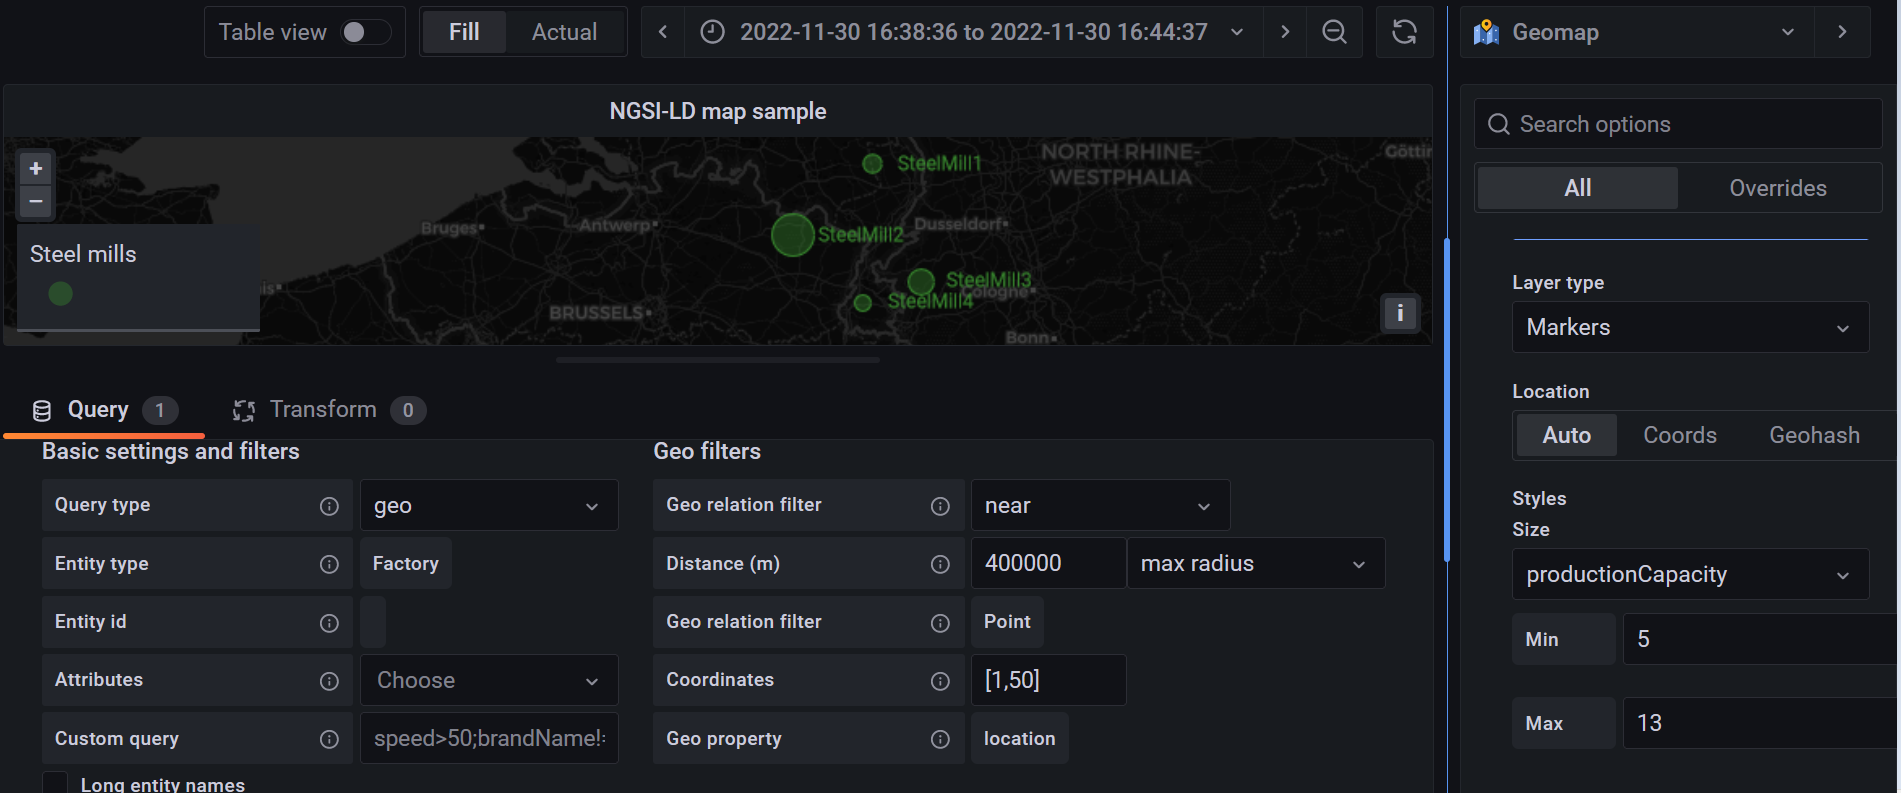 Table view
Fill
Actual
2022-11-30 16:38:36 to 2022-11-30 16:44:37
Geomap
NGSI-LD map sample
Search options
All
Overrides
+
−
NORTH RHINE-
WESTPHALIA
SteelMill1
Bruges
Antwerp
SteelMill2
Dusseldorf
Steel mills
SteelMill3
SteelMill4
Cologne
BRUSSELS
Bonn
i
Query 1
Transform 0
Layer type
Markers
Location
Auto
Coords
Geohash
Styles
Size
productionCapacity
Min
5
Max
13
Basic settings and filters
Query type
geo
Entity type
Factory
Entity id
Attributes
Choose
Custom query
speed>50;brandName!
Long entity names
Geo filters
Geo relation filter
near
Distance (m)
400000
max radius
Geo relation filter
Point
Coordinates
[1,50]
Geo property
location